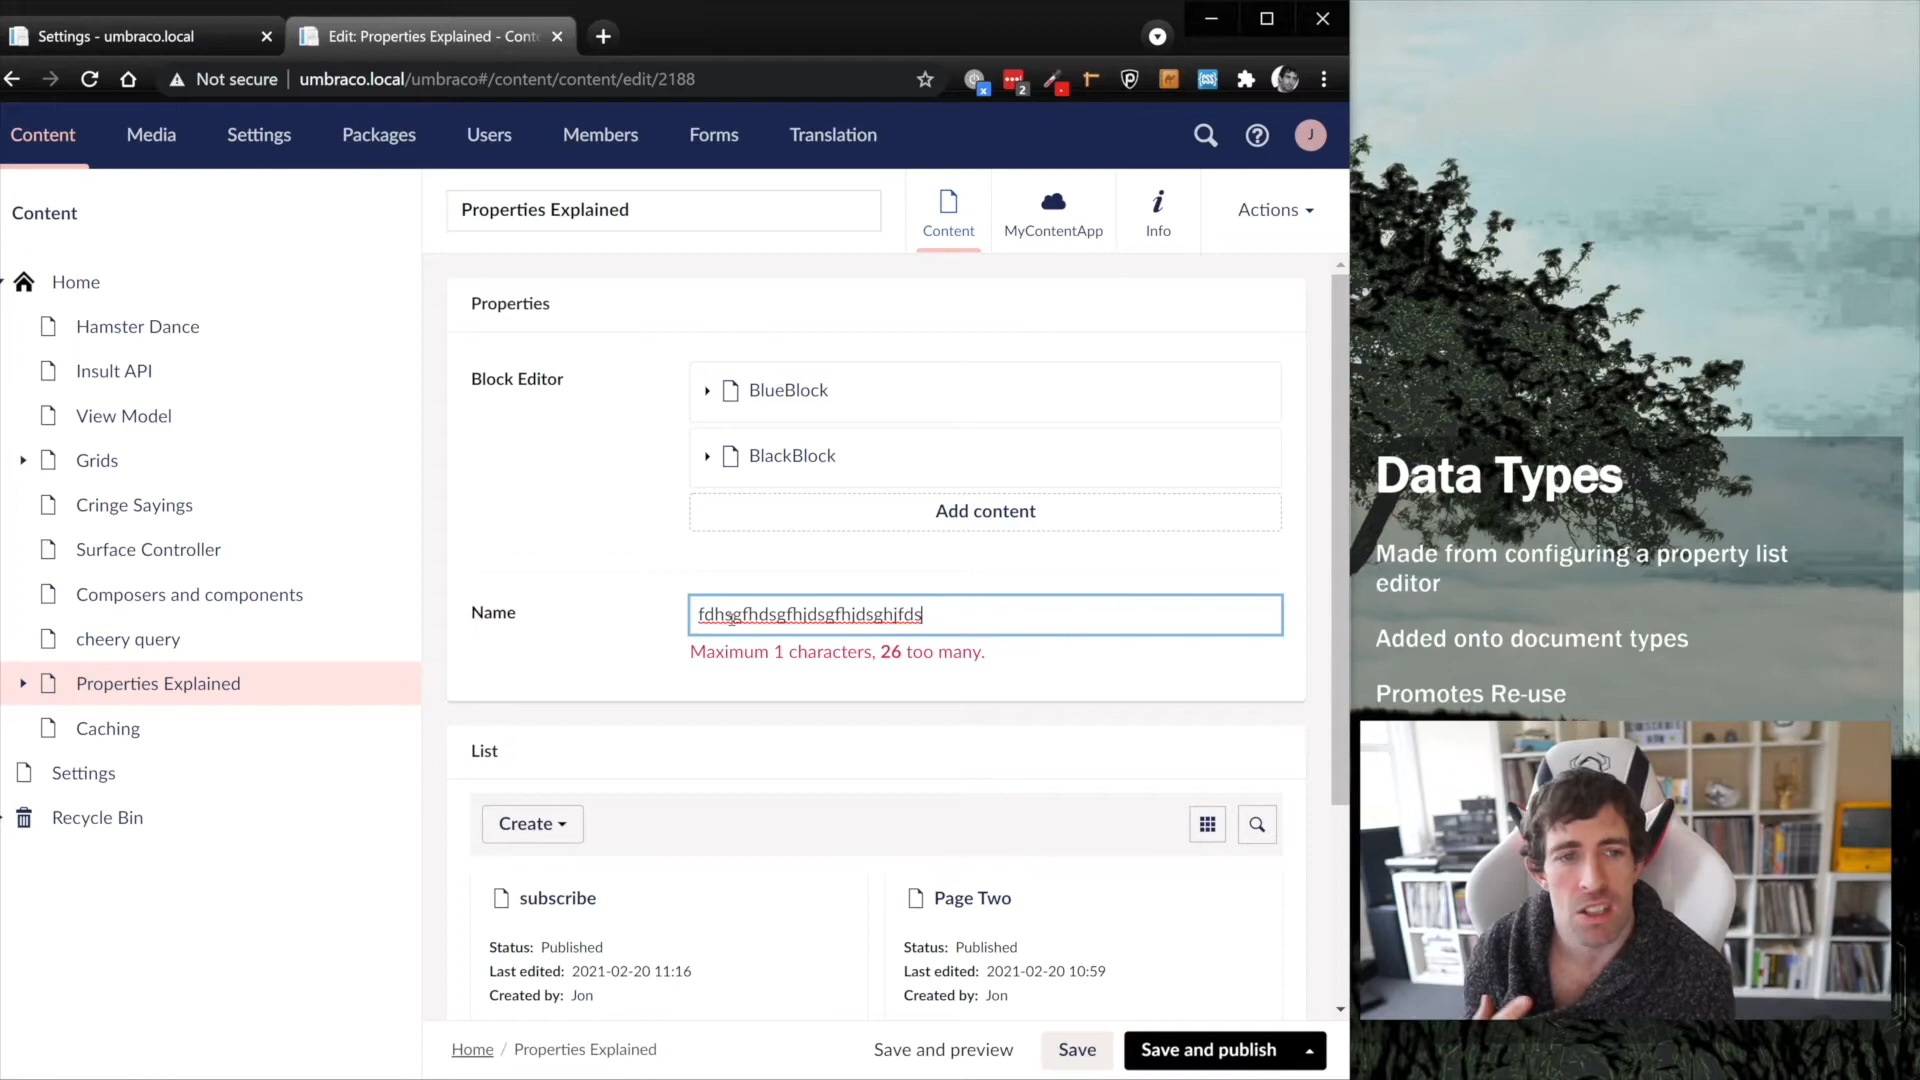 Settings - umbraco.local
Edit: Properties Explained - Cont
Not secure
umbraco.local/umbraco#/content/content/edit/2188
2
Content
Media
Settings
Packages
Users
Members
Forms
Translation
J
Content
Home
Hamster Dance
Insult API
View Model
Grids
Cringe Sayings
Surface Controller
Composers and components
cheery query
Properties Explained
Caching
Settings
Recycle Bin
Properties Explained
Content
MyContentApp
Info
Actions
Properties
Block Editor
BlueBlock
BlackBlock
Add content
Name
fdhsgfhdsgfhjdsgfhjdsghjfds
Maximum 1 characters, 26 too many.
List
Create
subscribe
Status: Published
Last edited: 2021-02-20 11:16
Created by: Jon
Page Two
Status: Published
Last edited: 2021-02-20 10:59
Created by: Jon
Home / Properties Explained
Save and preview
Save
Save and publish
Data Types
Made from configuring a property list
editor
Added onto document types
Promotes Re-use